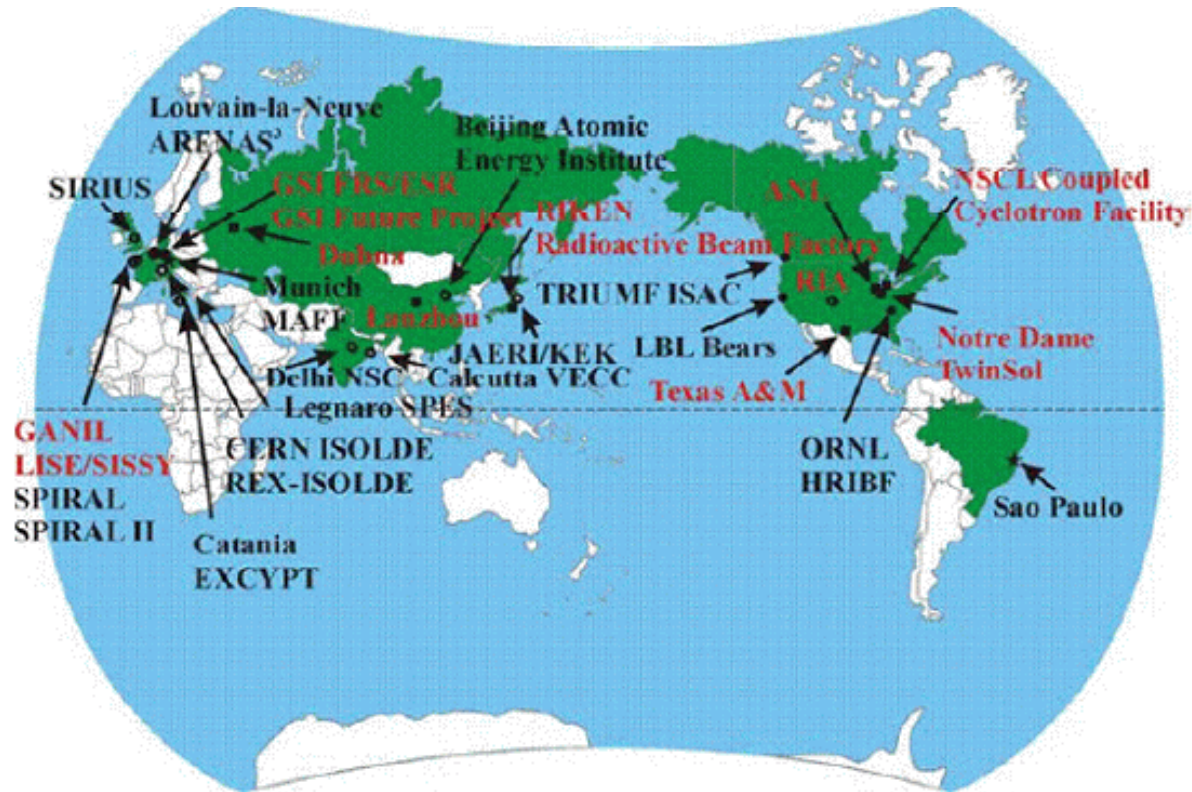 Louvain-la-Neuve
ARENAS³
Beijing Atomic
Energy Institute
SIRIUS
GSI FRS/ESR
GSI Future Project
Dubna
RIKEN
Radioactive Beam Factory
ANL
NSCL/Coupled
Cyclotron Facility
Munich
MAFF
Lanzhou
TRIUMF ISAC
RIA
JAERI/KEK
LBL Bears
Notre Dame
TwinSol
Delhi NSC
Calcutta VECC
Texas A&M
Legnaro SPES
GANIL
LISE/SISSY
SPIRAL
SPIRAL II
CERN ISOLDE
REX-ISOLDE
ORNL
HRIBF
Sao Paulo
Catania
EXCYPT